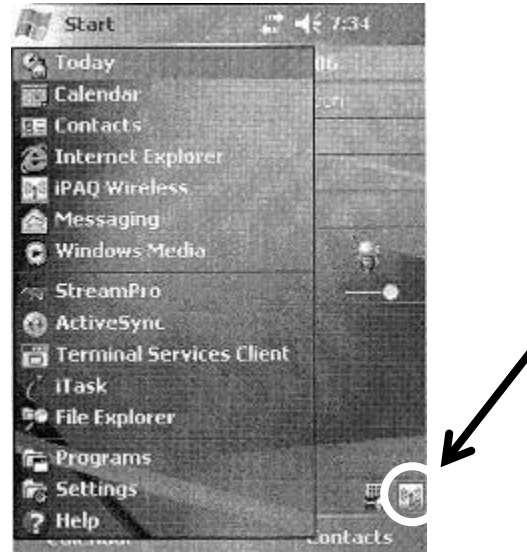 Start 7:34
Today
Calendar
Contacts
Internet Explorer
iPAQ Wireless
Messaging
Windows Media
StreamPro
ActiveSync
Terminal Services Client
iTask
File Explorer
Programs
Settings
? Help
Calendar Contacts